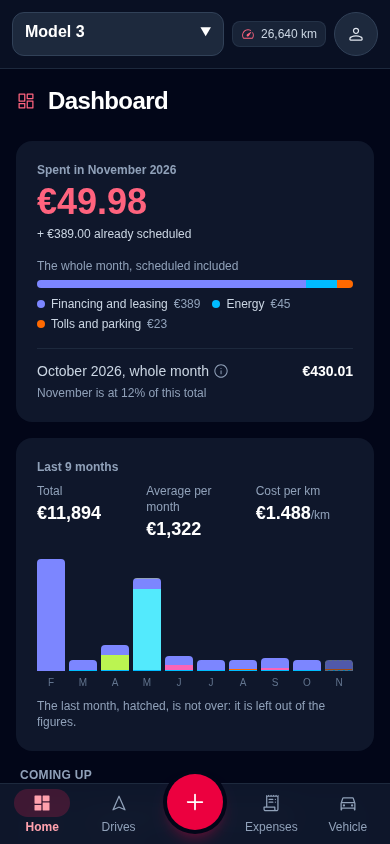 Model 3
26,640 km
Dashboard
Spent in November 2026
€49.98
+ €389.00 already scheduled
The whole month, scheduled included
Financing and leasing €389 Energy €45
Tolls and parking €23
October 2026, whole month €430.01
November is at 12% of this total
Last 9 months
Total
€11,894
Average per
month
€1,322
Cost per km
€1.488/km
F M A M J J A S O N
The last month, hatched, is not over: it is left out of the
figures.
COMING UP
Home Drives Expenses Vehicle